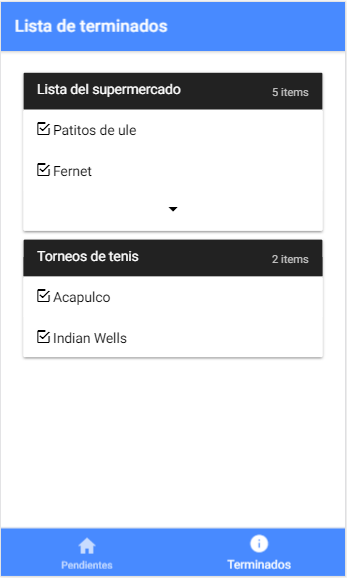 Lista de terminados
Lista del supermercado 5 items
Patitos de ule
Fernet
Torneos de tenis 2 items
Acapulco
Indian Wells
Pendientes Terminados